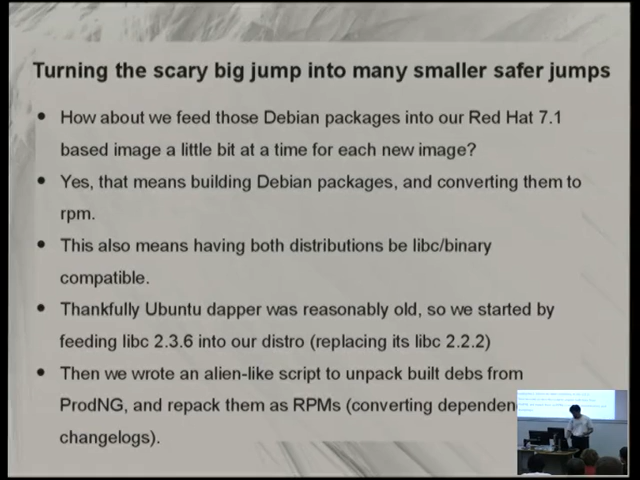 Turning the scary big jump into many smaller safer jumps
• How about we feed those Debian packages into our Red Hat 7.1
based image a little bit at a time for each new image?
• Yes, that means building Debian packages, and converting them to
rpm.
• This also means having both distributions be libc/binary
compatible.
• Thankfully Ubuntu dapper was reasonably old, so we started by
feeding libc 2.3.6 into our distro (replacing its libc 2.2.2)
• Then we wrote an alien-like script to unpack built debs from
ProdNG, and repack them as RPMs (converting
changelogs).